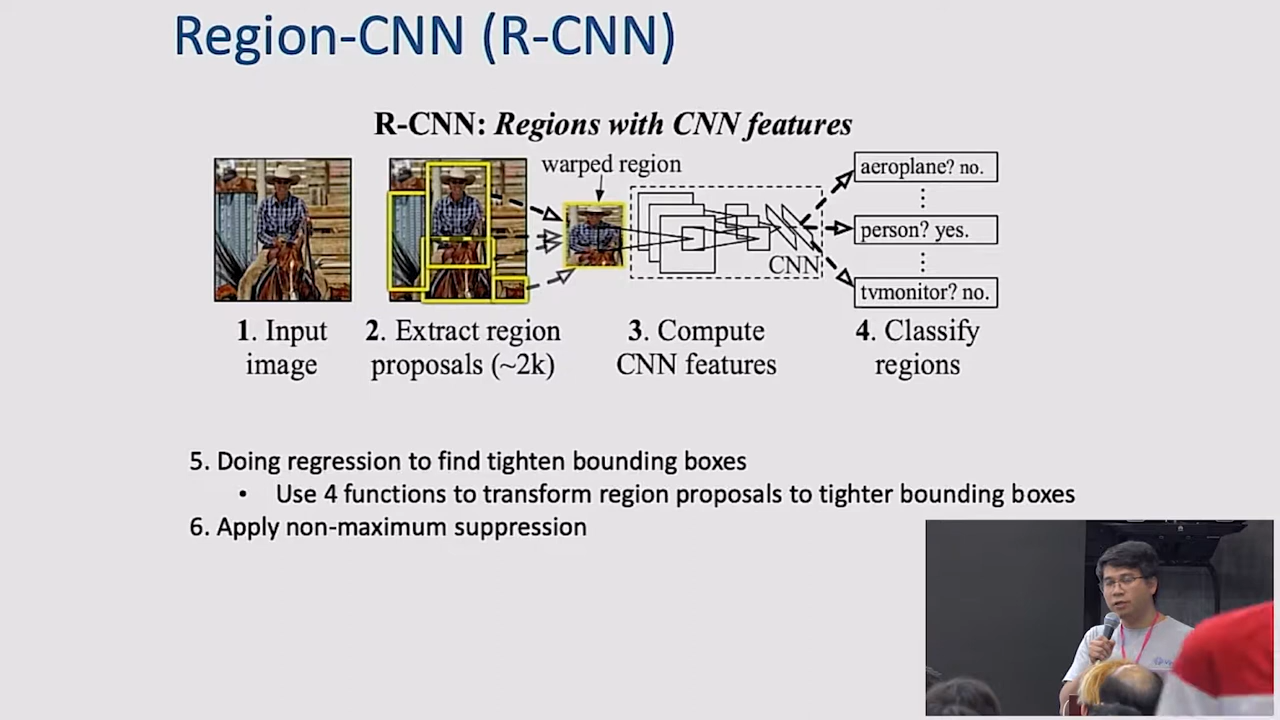 Region-CNN (R-CNN)
R-CNN: Regions with CNN features
warped region
aeroplane? no.
person? yes.
CNN
tvmonitor? no.
1. Input
image
2. Extract region
proposals (~2k)
3. Compute
CNN features
4. Classify
regions
5. Doing regression to find tighten bounding boxes
• Use 4 functions to transform region proposals to tighter bounding boxes
6. Apply non-maximum suppression